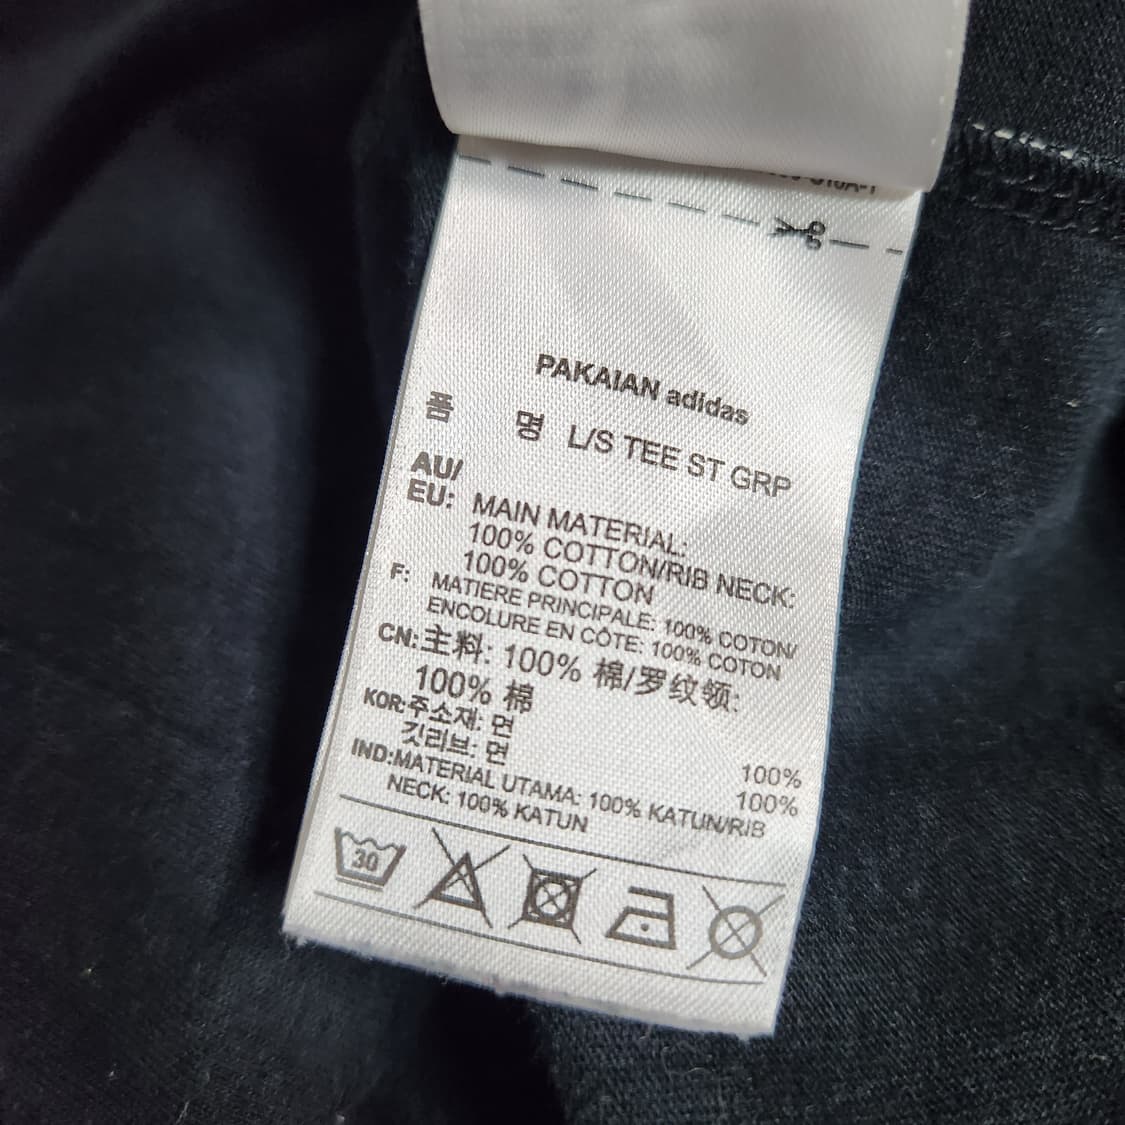 PAKAIAN adidas
품 명 L/S TEE ST GRP
AU/
EU: MAIN MATERIAL:
100% COTTON/RIB NECK:
100% COTTON
F: MATIERE PRINCIPALE: 100% COTON/
ENCOLURE EN CÔTE: 100% COTON
CN:主料: 100% 棉/罗纹领:
100% 棉
KOR:주소재: 면 100%
깃리브: 면 100%
IND:MATERIAL UTAMA: 100% KATUN/RIB
NECK: 100% KATUN
30